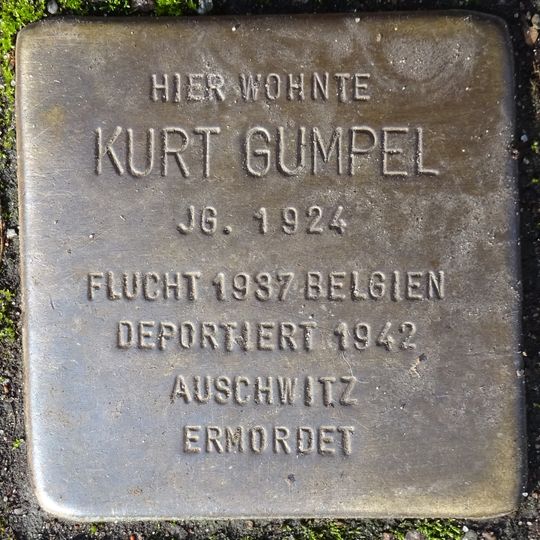 HIER WOHNTE
KURT GUMPEL
JG. 1924
FLUCHT 1937 BELGIEN
DEPORTIERT 1942
AUSCHWITZ
ERMORDET